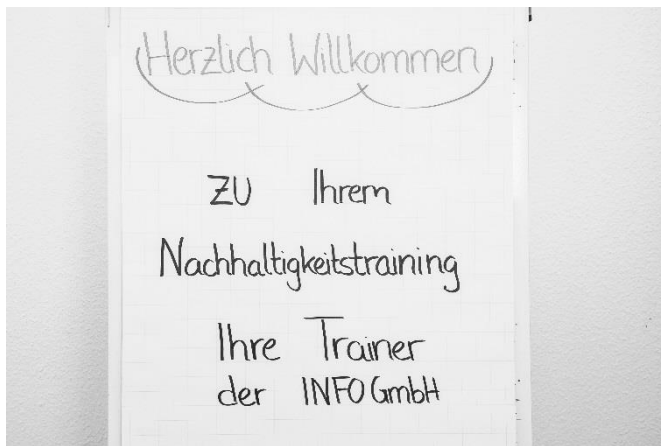 Herzlich Willkommen
zu Ihrem
Nachhaltigkeitstraining
Ihre Trainer
der INFO GmbH